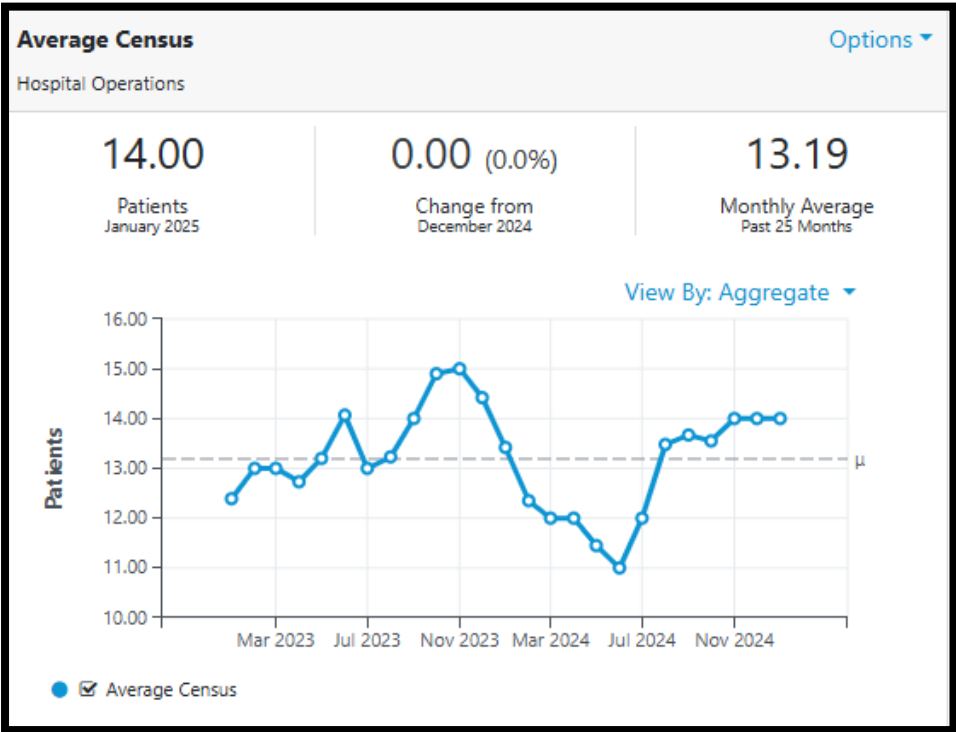 Average Census
Options
Hospital Operations
14.00
Patients
January 2025
0.00 (0.0%)
Change from
December 2024
13.19
Monthly Average
Past 25 Months
View By: Aggregate
16.00
15.00
14.00
13.00
12.00
11.00
10.00
Patients
μ
Mar 2023 Jul 2023 Nov 2023 Mar 2024 Jul 2024 Nov 2024
Average Census